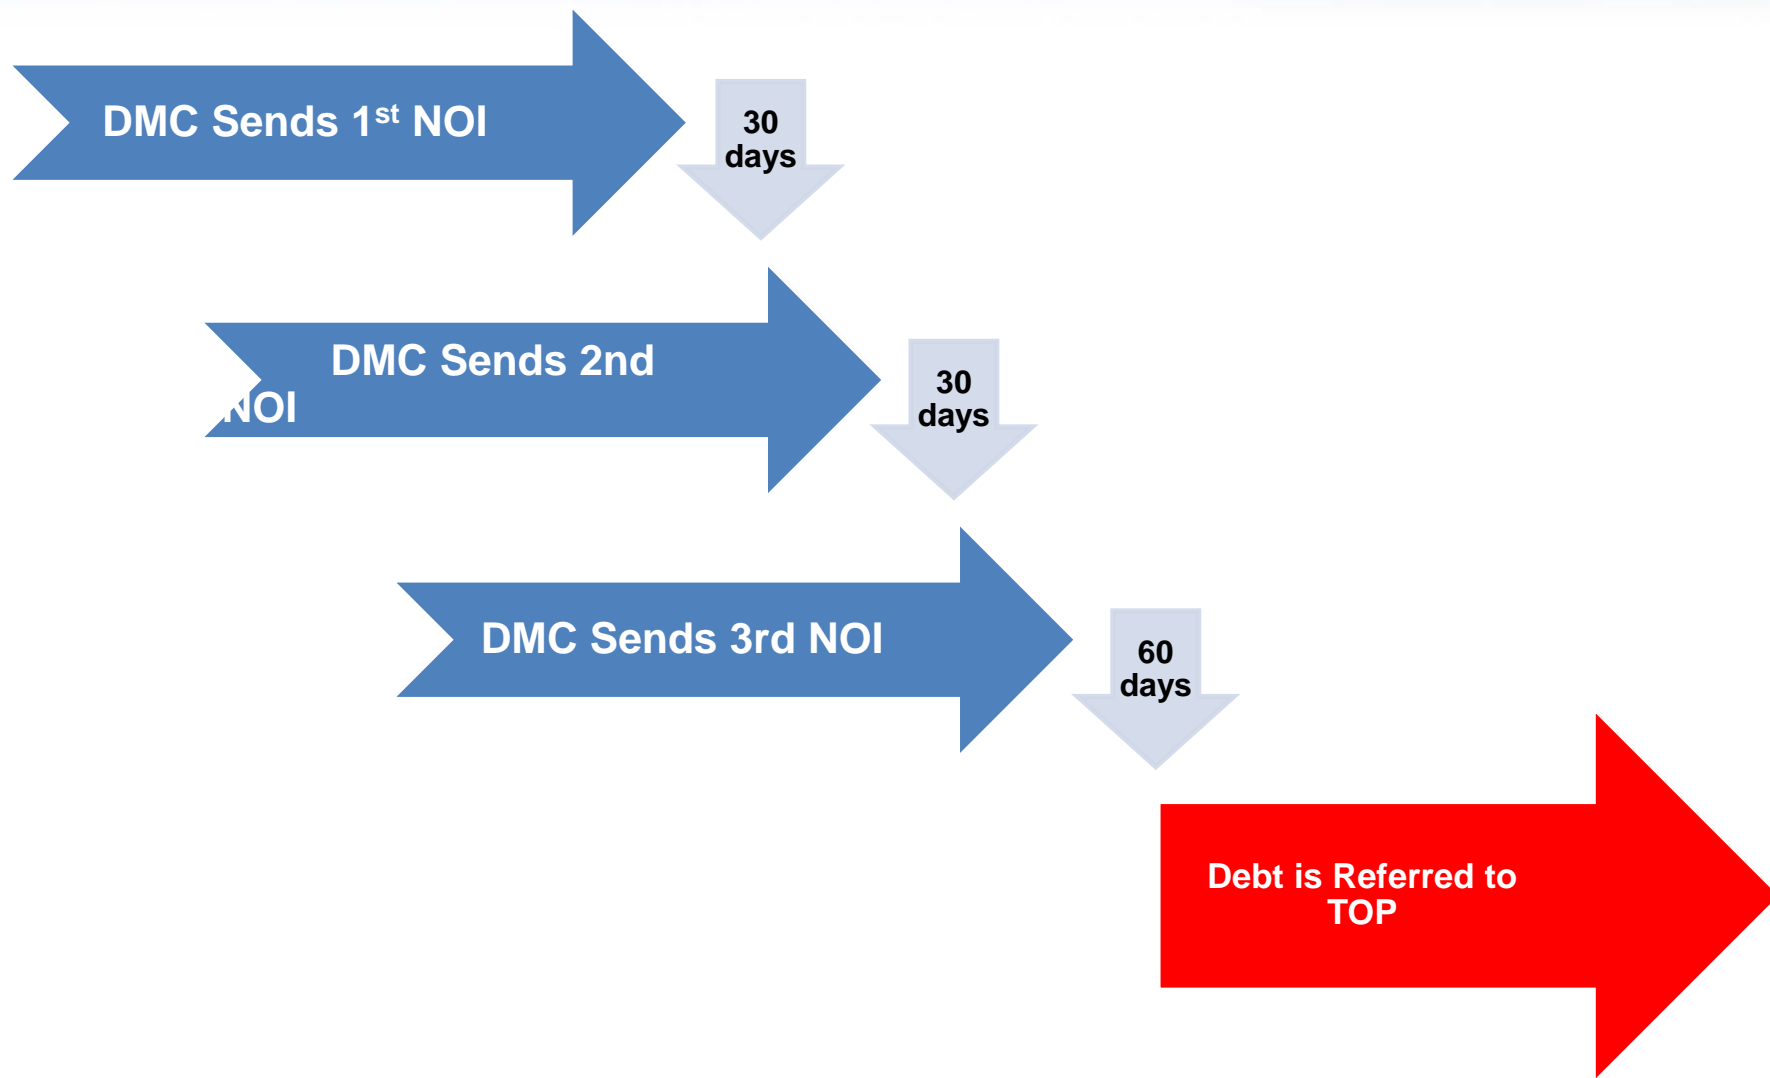 DMC Sends 1st NOI
30
days
DMC Sends 2nd
NOI
30
days
DMC Sends 3rd NOI
60
days
Debt is Referred to
TOP